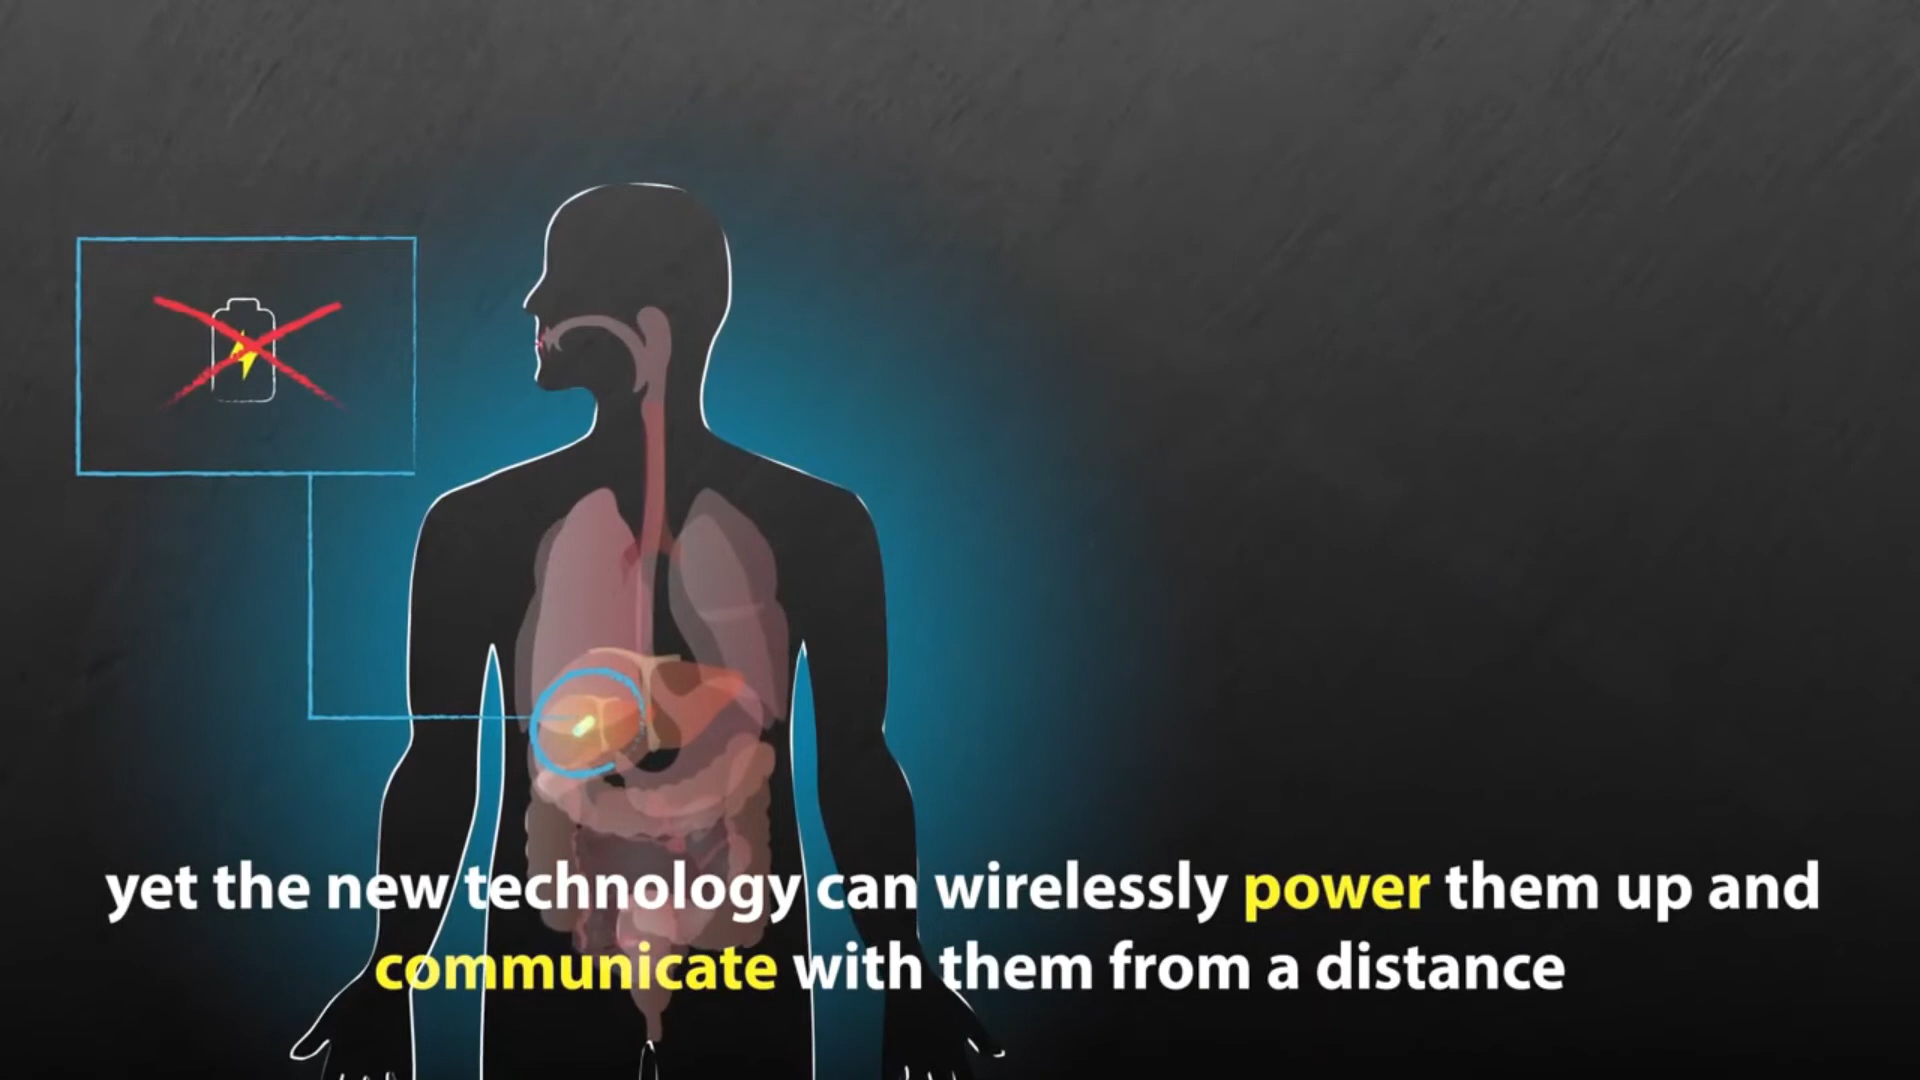 yet the new technology can wirelessly power them up and
communicate with them from a distance